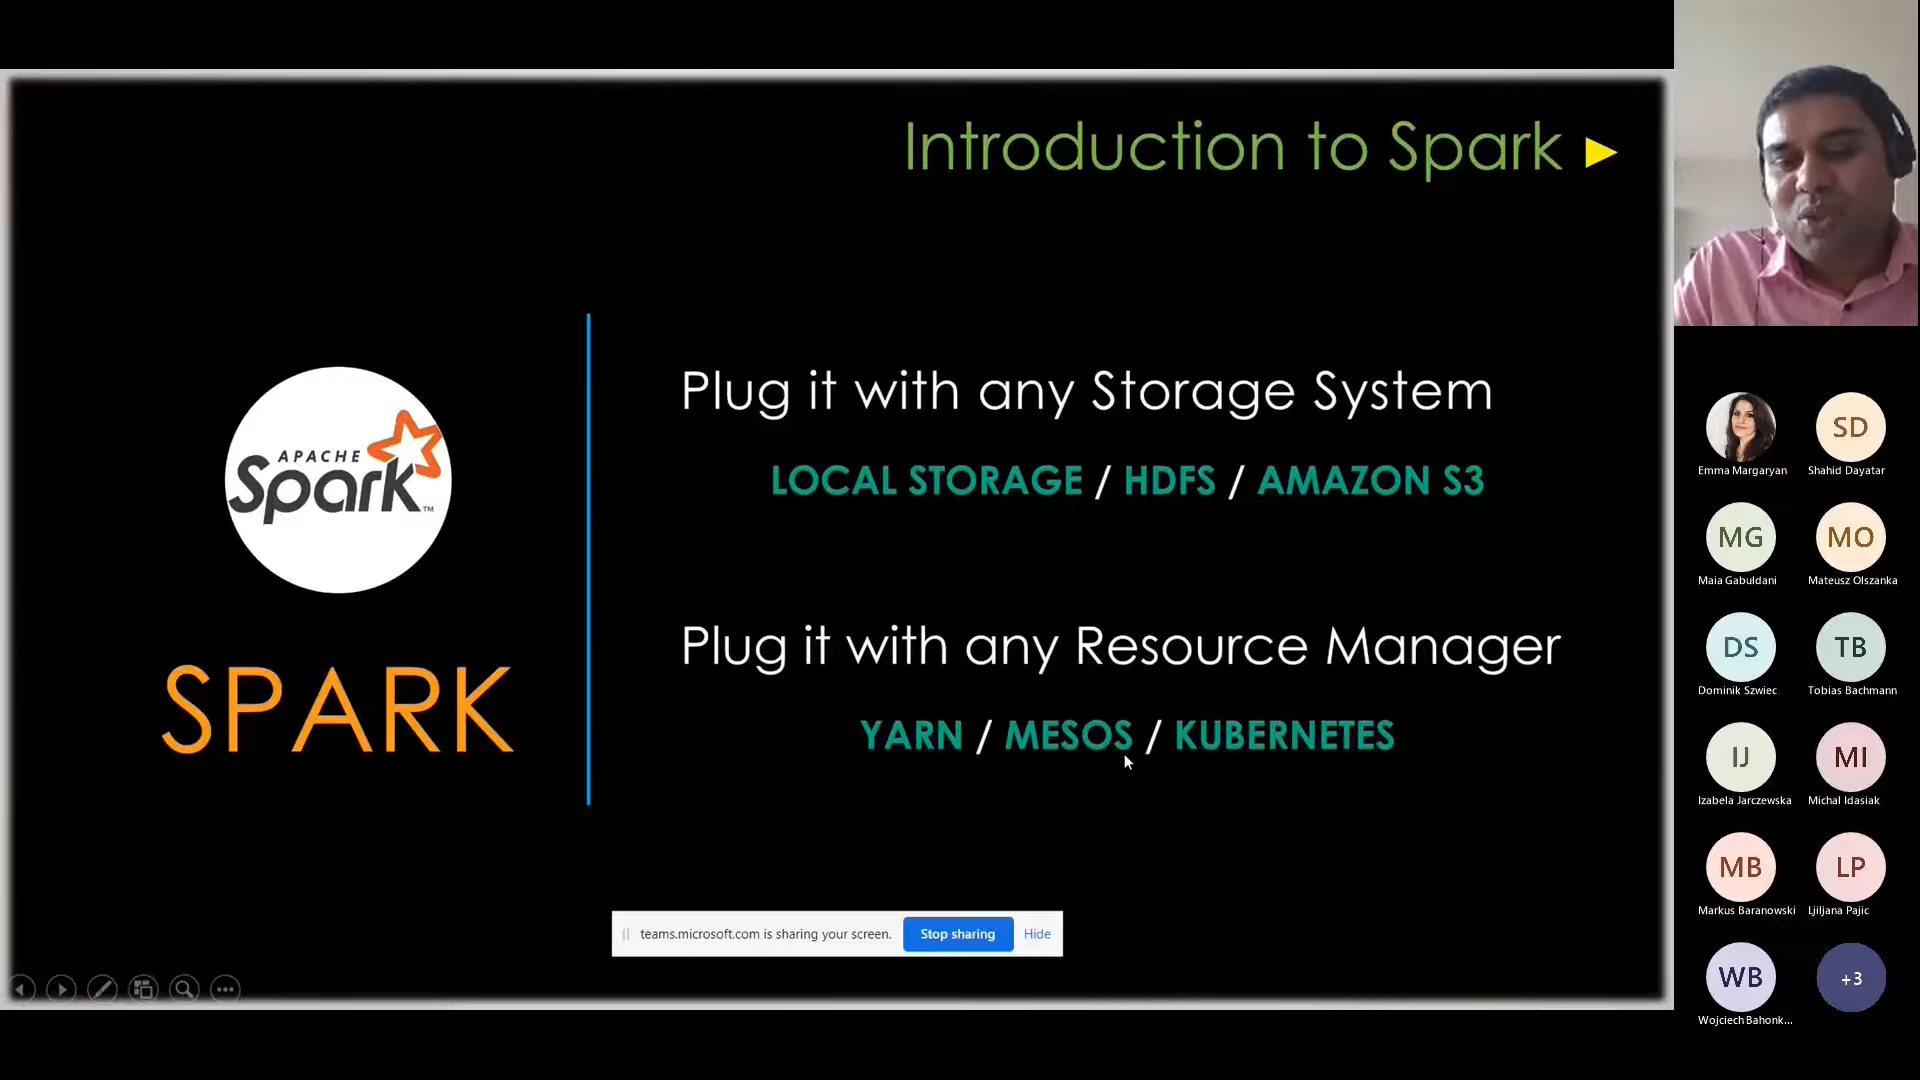 Introduction to Spark
APACHE
Spark™
SPARK
Plug it with any Storage System
LOCAL STORAGE / HDFS / AMAZON S3
Plug it with any Resource Manager
YARN / MESOS / KUBERNETES
teams.microsoft.com is sharing your screen.
Stop sharing
Hide
Emma Margaryan
SD
Shahid Dayatar
MG
Maia Gabuldani
MO
Mateusz Olszanka
DS
Dominik Szwiec
TB
Tobias Bachmann
IJ
Izabela Jarczewska
MI
Michal Idasiak
MB
Markus Baranowski
LP
Ljiljana Pajic
WB
Wojciech Bahonk...
+3